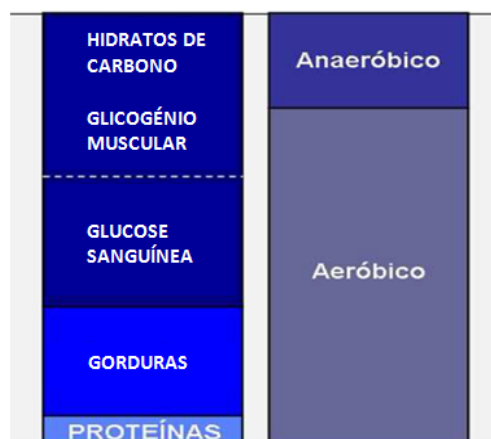 HIDRATOS DE
CARBONO
GLICOGÉNIO
MUSCULAR
GLUCOSE
SANGUÍNEA
GORDURAS
PROTEÍNAS
Anaeróbico
Aeróbico